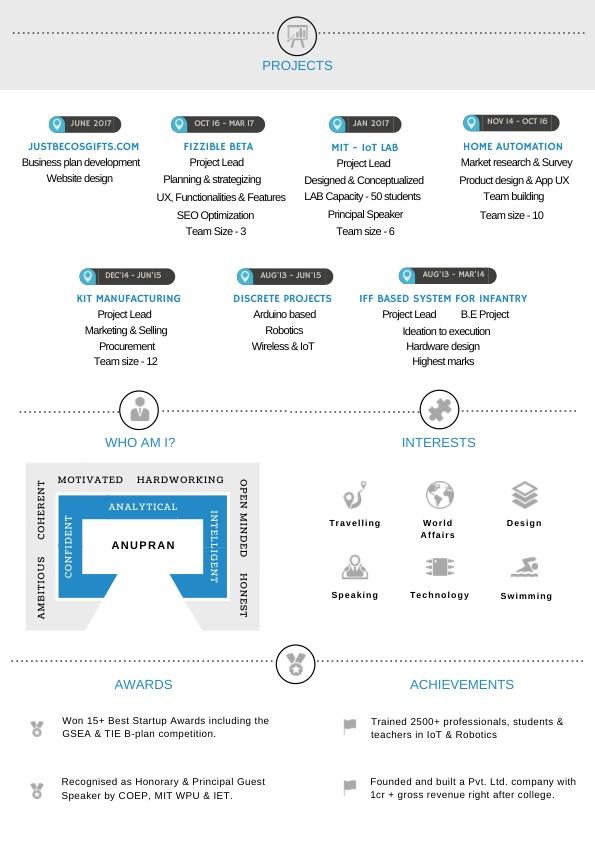 PROJECTS
JUNE 2017
JUSTBECOSGIFTS.COM
Business plan development
Website design
OCT 16 - MAR 17
FIZZIBLE BETA
Project Lead
Planning & strategizing
UX, Functionalities & Features
SEO Optimization
Team Size - 3
JAN 2017
MIT - IoT LAB
Project Lead
Designed & Conceptualized
LAB Capacity - 50 students
Principal Speaker
Team size - 6
NOV 14 - OCT 16
HOME AUTOMATION
Market research & Survey
Product design & App UX
Team building
Team size - 10
DEC'14 - JUN'15
KIT MANUFACTURING
Project Lead
Marketing & Selling
Procurement
Team size - 12
AUG'13 - JUN'15
DISCRETE PROJECTS
Arduino based
Robotics
Wireless & IoT
AUG'13 - MAR'14
IFF BASED SYSTEM FOR INFANTRY
Project Lead B.E Project
Ideation to execution
Hardware design
Highest marks
WHO AM I?
MOTIVATED HARDWORKING
AMBITIOUS COHERENT
OPEN MINDED HONEST
ANALYTICAL
CONFIDENT
INTELLIGENT
ANUPRAN
INTERESTS
Travelling
World
Affairs
Design
Speaking
Technology
Swimming
AWARDS
Won 15+ Best Startup Awards including the
GSEA & TIE B-plan competition.
Recognised as Honorary & Principal Guest
Speaker by COEP, MIT WPU & IET.
ACHIEVEMENTS
Trained 2500+ professionals, students &
teachers in IoT & Robotics
Founded and built a Pvt. Ltd. company with
1cr + gross revenue right after college.